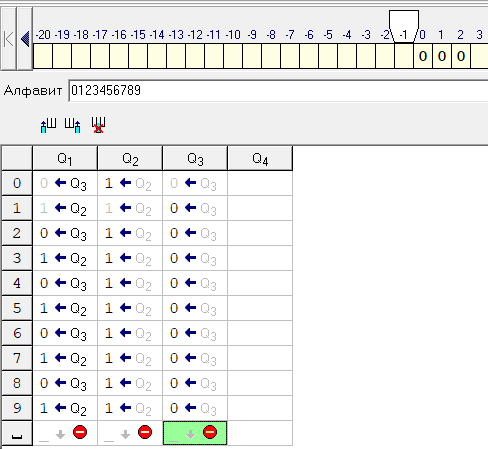 -20 -19 -18 -17 -16 -15 -14 -13 -12 -11 -10 -9 -8 -7 -6 -5 -4 -3 -2 -1 0 1 2 3
0 0 0
Алфавит 0123456789
Q1 Q2 Q3 Q4
0 0 ← Q3 1 ← Q2 0 ← Q3
1 1 ← Q2 1 ← Q2 0 ← Q3
2 0 ← Q3 1 ← Q2 0 ← Q3
3 1 ← Q2 1 ← Q2 0 ← Q3
4 0 ← Q3 1 ← Q2 0 ← Q3
5 1 ← Q2 1 ← Q2 0 ← Q3
6 0 ← Q3 1 ← Q2 0 ← Q3
7 1 ← Q2 1 ← Q2 0 ← Q3
8 0 ← Q3 1 ← Q2 0 ← Q3
9 1 ← Q2 1 ← Q2 0 ← Q3
␣ _ ↓ _ ↓ _ ↓